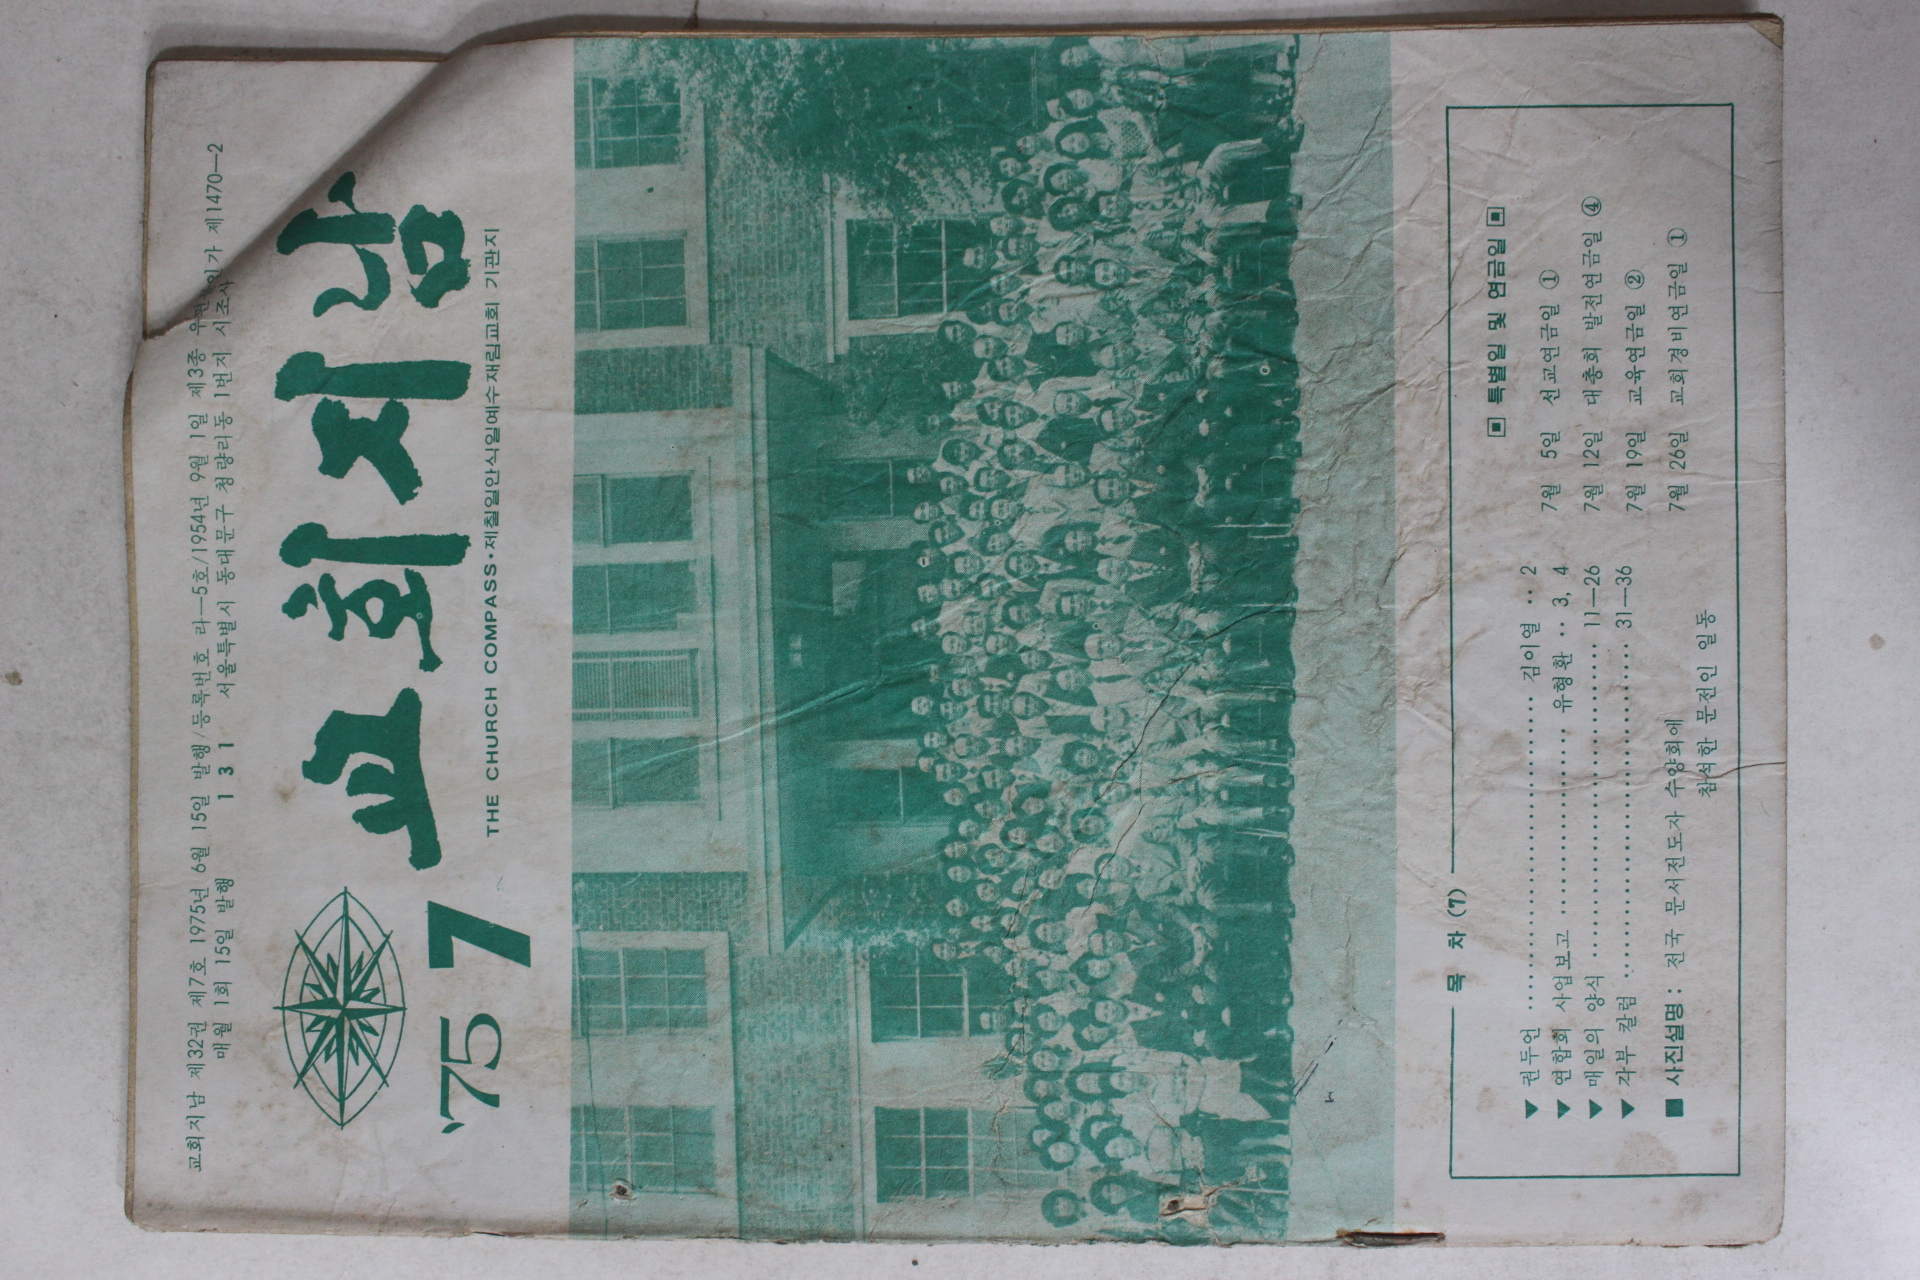 교회지남 제32권 제7호 1975년 6월 15일 발행/등록번호 라—5호/1954년 9월 1일 제3종 우편 인가 제1470—2
매월 1회 15일 발행 131 서울특별시 동대문구 청량리동 1번지 시조사
교회지남
THE CHURCH COMPASS·제칠일안식일예수재림교회 기관지
'75 7
목 차 (7)
▼ 권두언 김이열 ‥ 2
▼ 연합회 사업보고 유형환 ‥ 3, 4
▼ 매일의 양식 11—26
▼ 각부 칼럼 31—36
■ 사진설명 : 전국 문서전도자 수양회에
참석한 문전인 일동
▣ 특별일 및 연금일 ▣
7월 5일 선교연금일 ①
7월 12일 대총회 발전연금일 ④
7월 19일 교육연금일 ②
7월 26일 교회경비연금일 ①